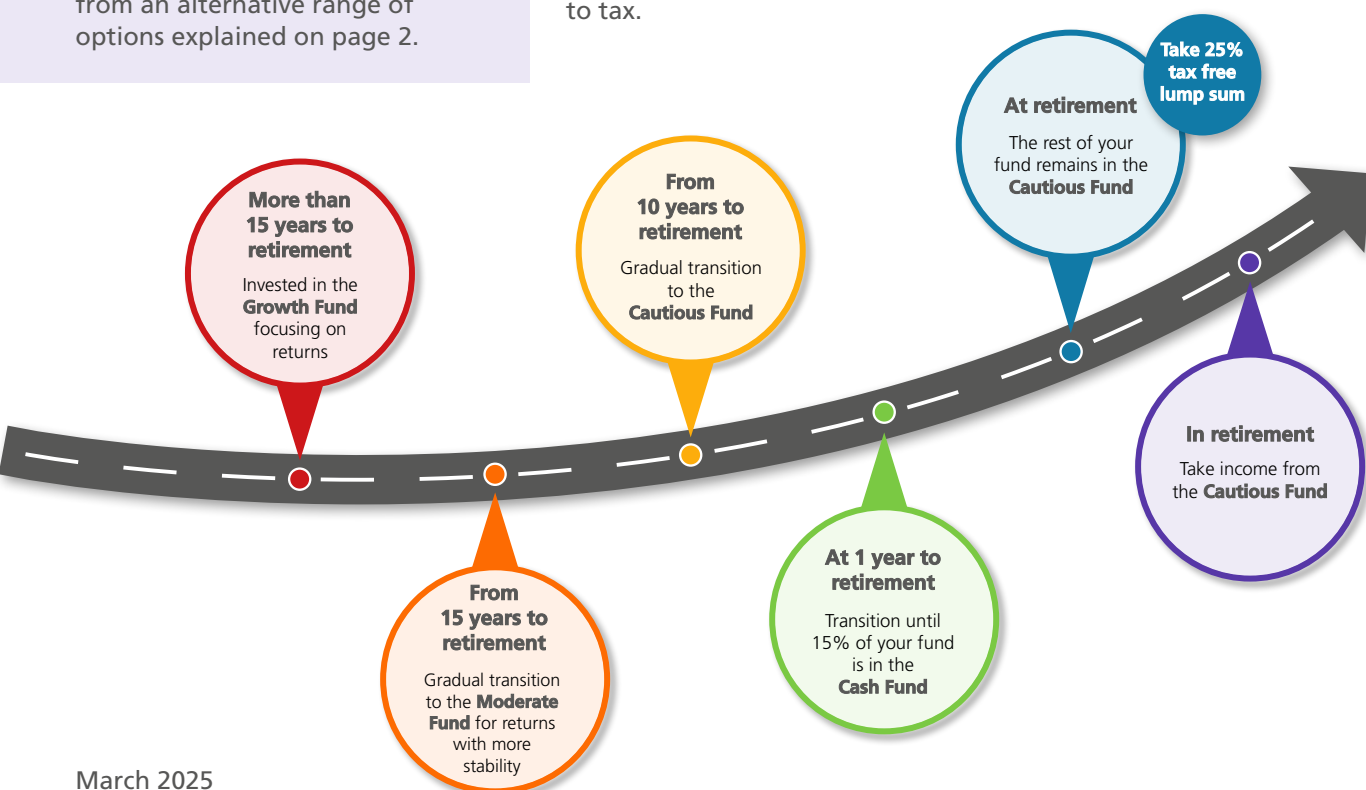 from an alternative range of
options explained on page 2.
to tax.
More than
15 years to
retirement
Invested in the
Growth Fund
focusing on
returns
From
15 years to
retirement
Gradual transition
to the Moderate
Fund for returns
with more
stability
From
10 years to
retirement
Gradual transition
to the
Cautious Fund
At 1 year to
retirement
Transition until
15% of your fund
is in the
Cash Fund
At retirement
The rest of your
fund remains in the
Cautious Fund
Take 25%
tax free
lump sum
In retirement
Take income from
the Cautious Fund
March 2025